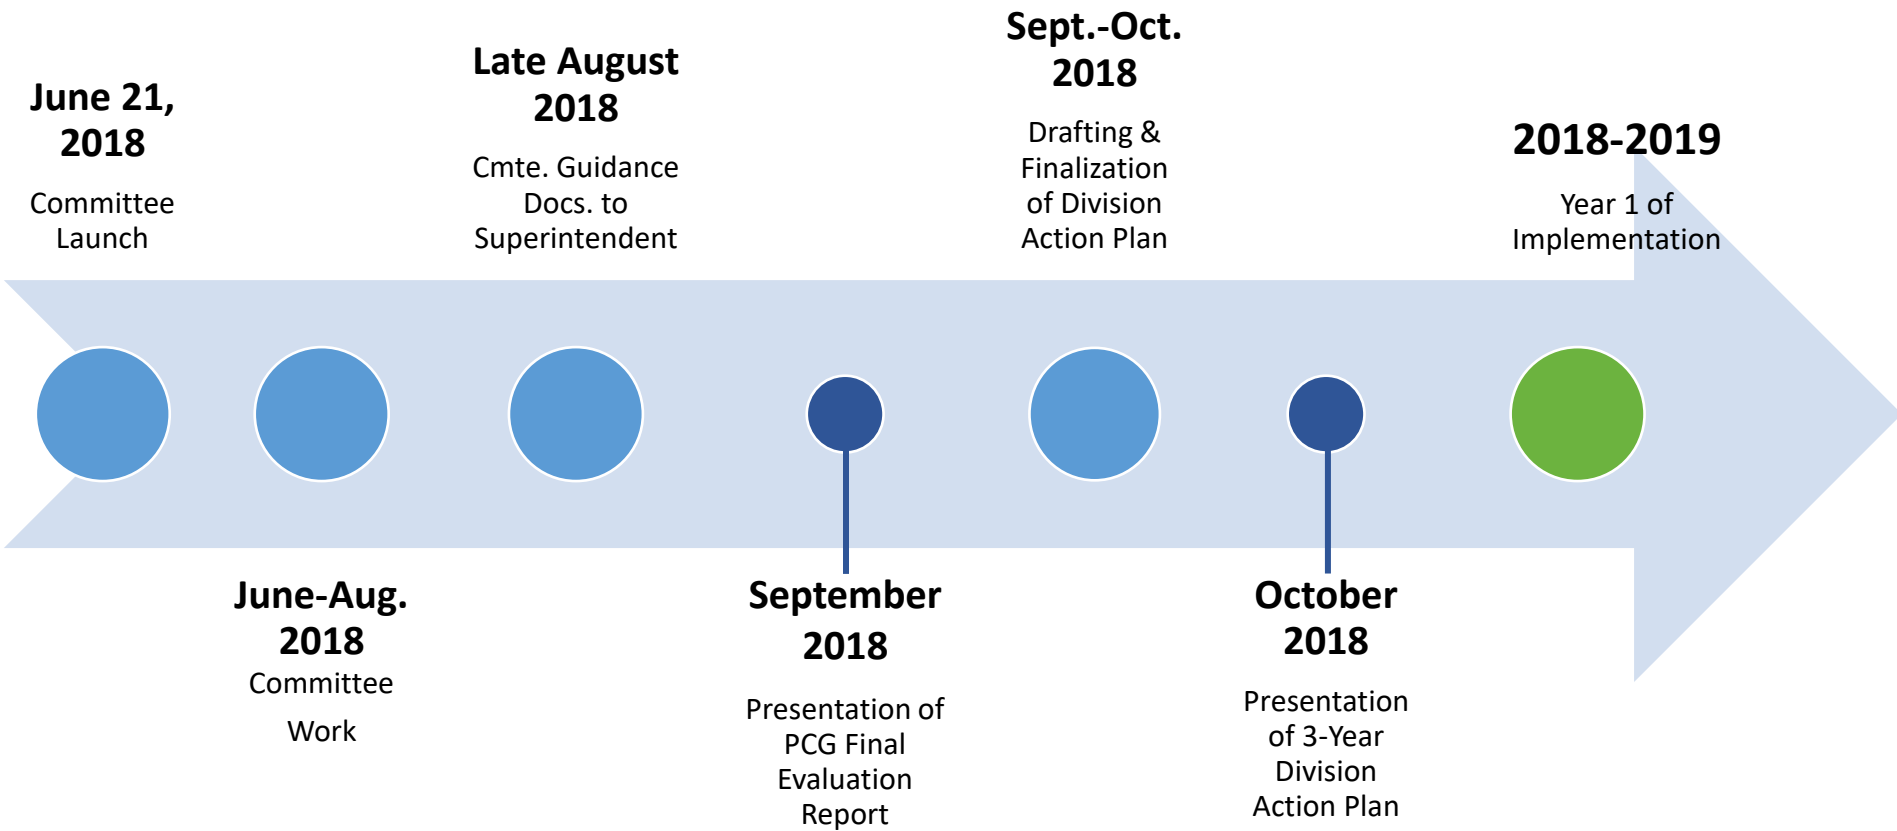 June 21,
2018
Committee
Launch
June-Aug.
2018
Committee
Work
Late August
2018
Cmte. Guidance
Docs. to
Superintendent
September
2018
Presentation of
PCG Final
Evaluation
Report
Sept.-Oct.
2018
Drafting &
Finalization
of Division
Action Plan
October
2018
Presentation
of 3-Year
Division
Action Plan
2018-2019
Year 1 of
Implementation